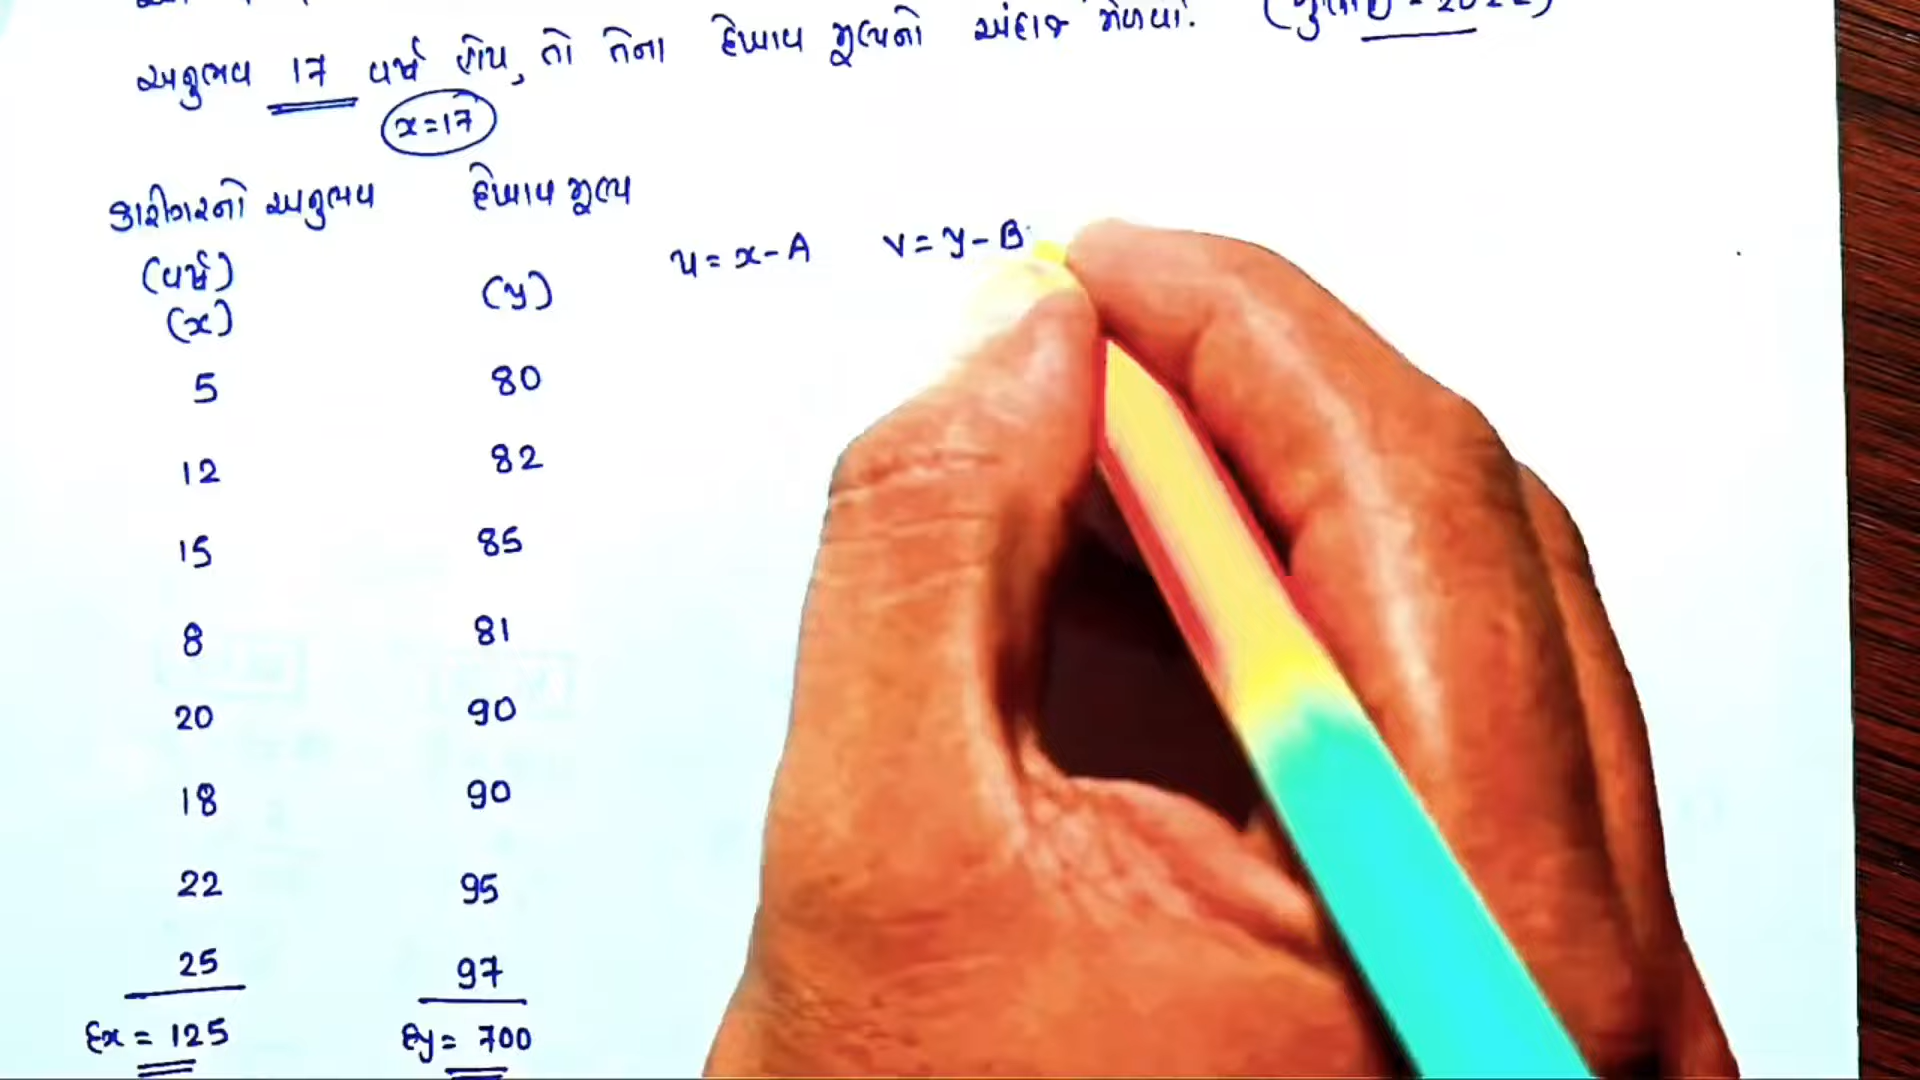 અનુભવ 17 વર્ષ હોય, તો તેના દેખાવ મૂલ્યનો અંદાજ મેળવો.
x=17
કારીગરનો અનુભવ દેખાવ મૂલ્ય
(વર્ષ) u = x-A v = y-B
(x) (y)
5 80
12 82
15 85
8 81
20 90
18 90
22 95
25 97
Σx = 125 Σy = 700